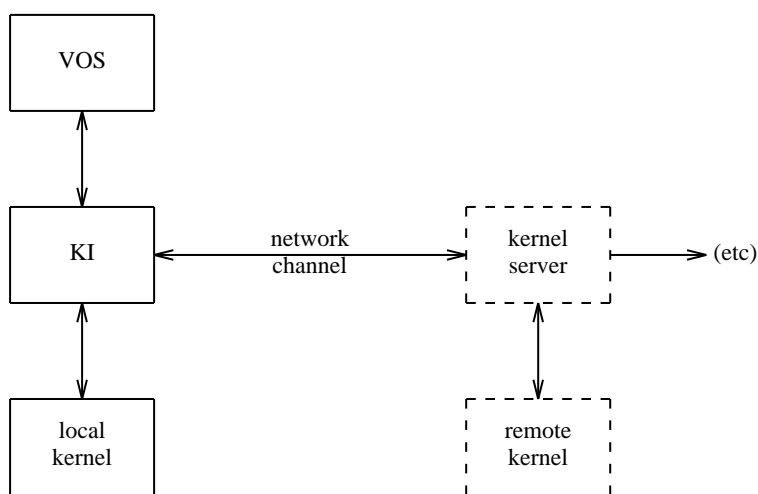 VOS
KI
network
channel
kernel
server
(etc)
local
kernel
remote
kernel